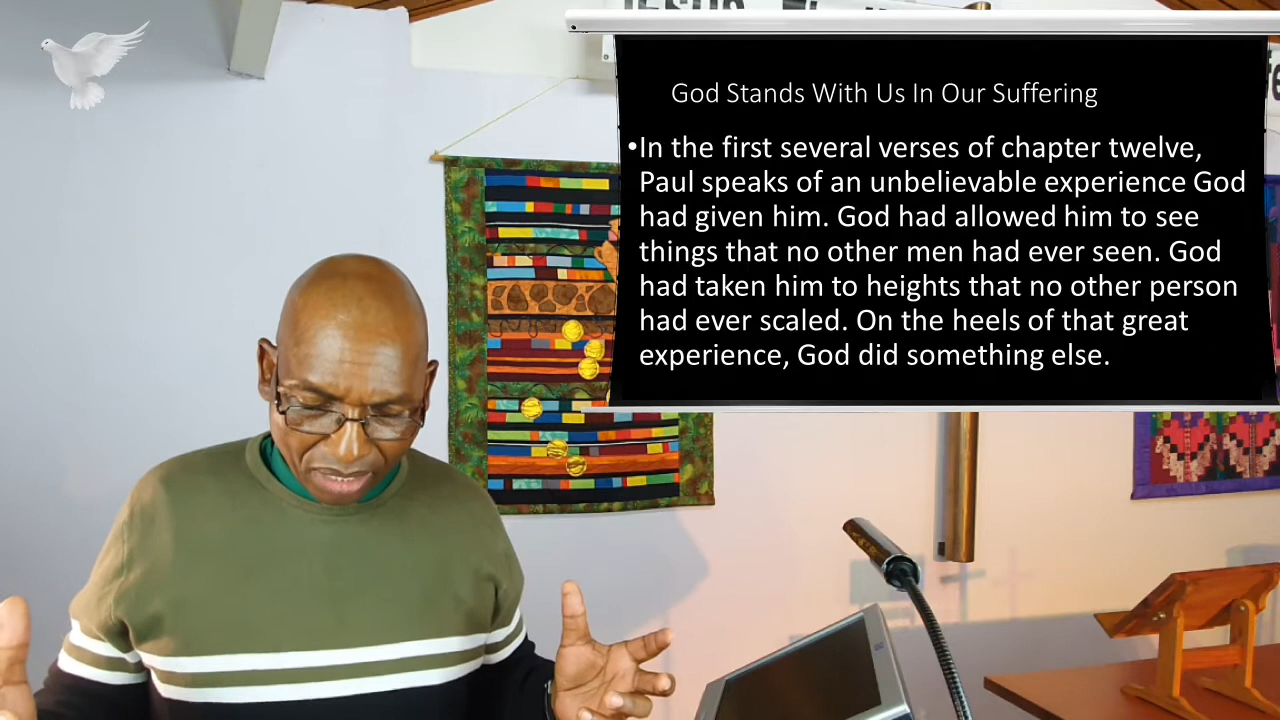 JESUS
God Stands With Us In Our Suffering
•In the first several verses of chapter twelve,
Paul speaks of an unbelievable experience God
had given him. God had allowed him to see
things that no other men had ever seen. God
had taken him to heights that no other person
had ever scaled. On the heels of that great
experience, God did something else.